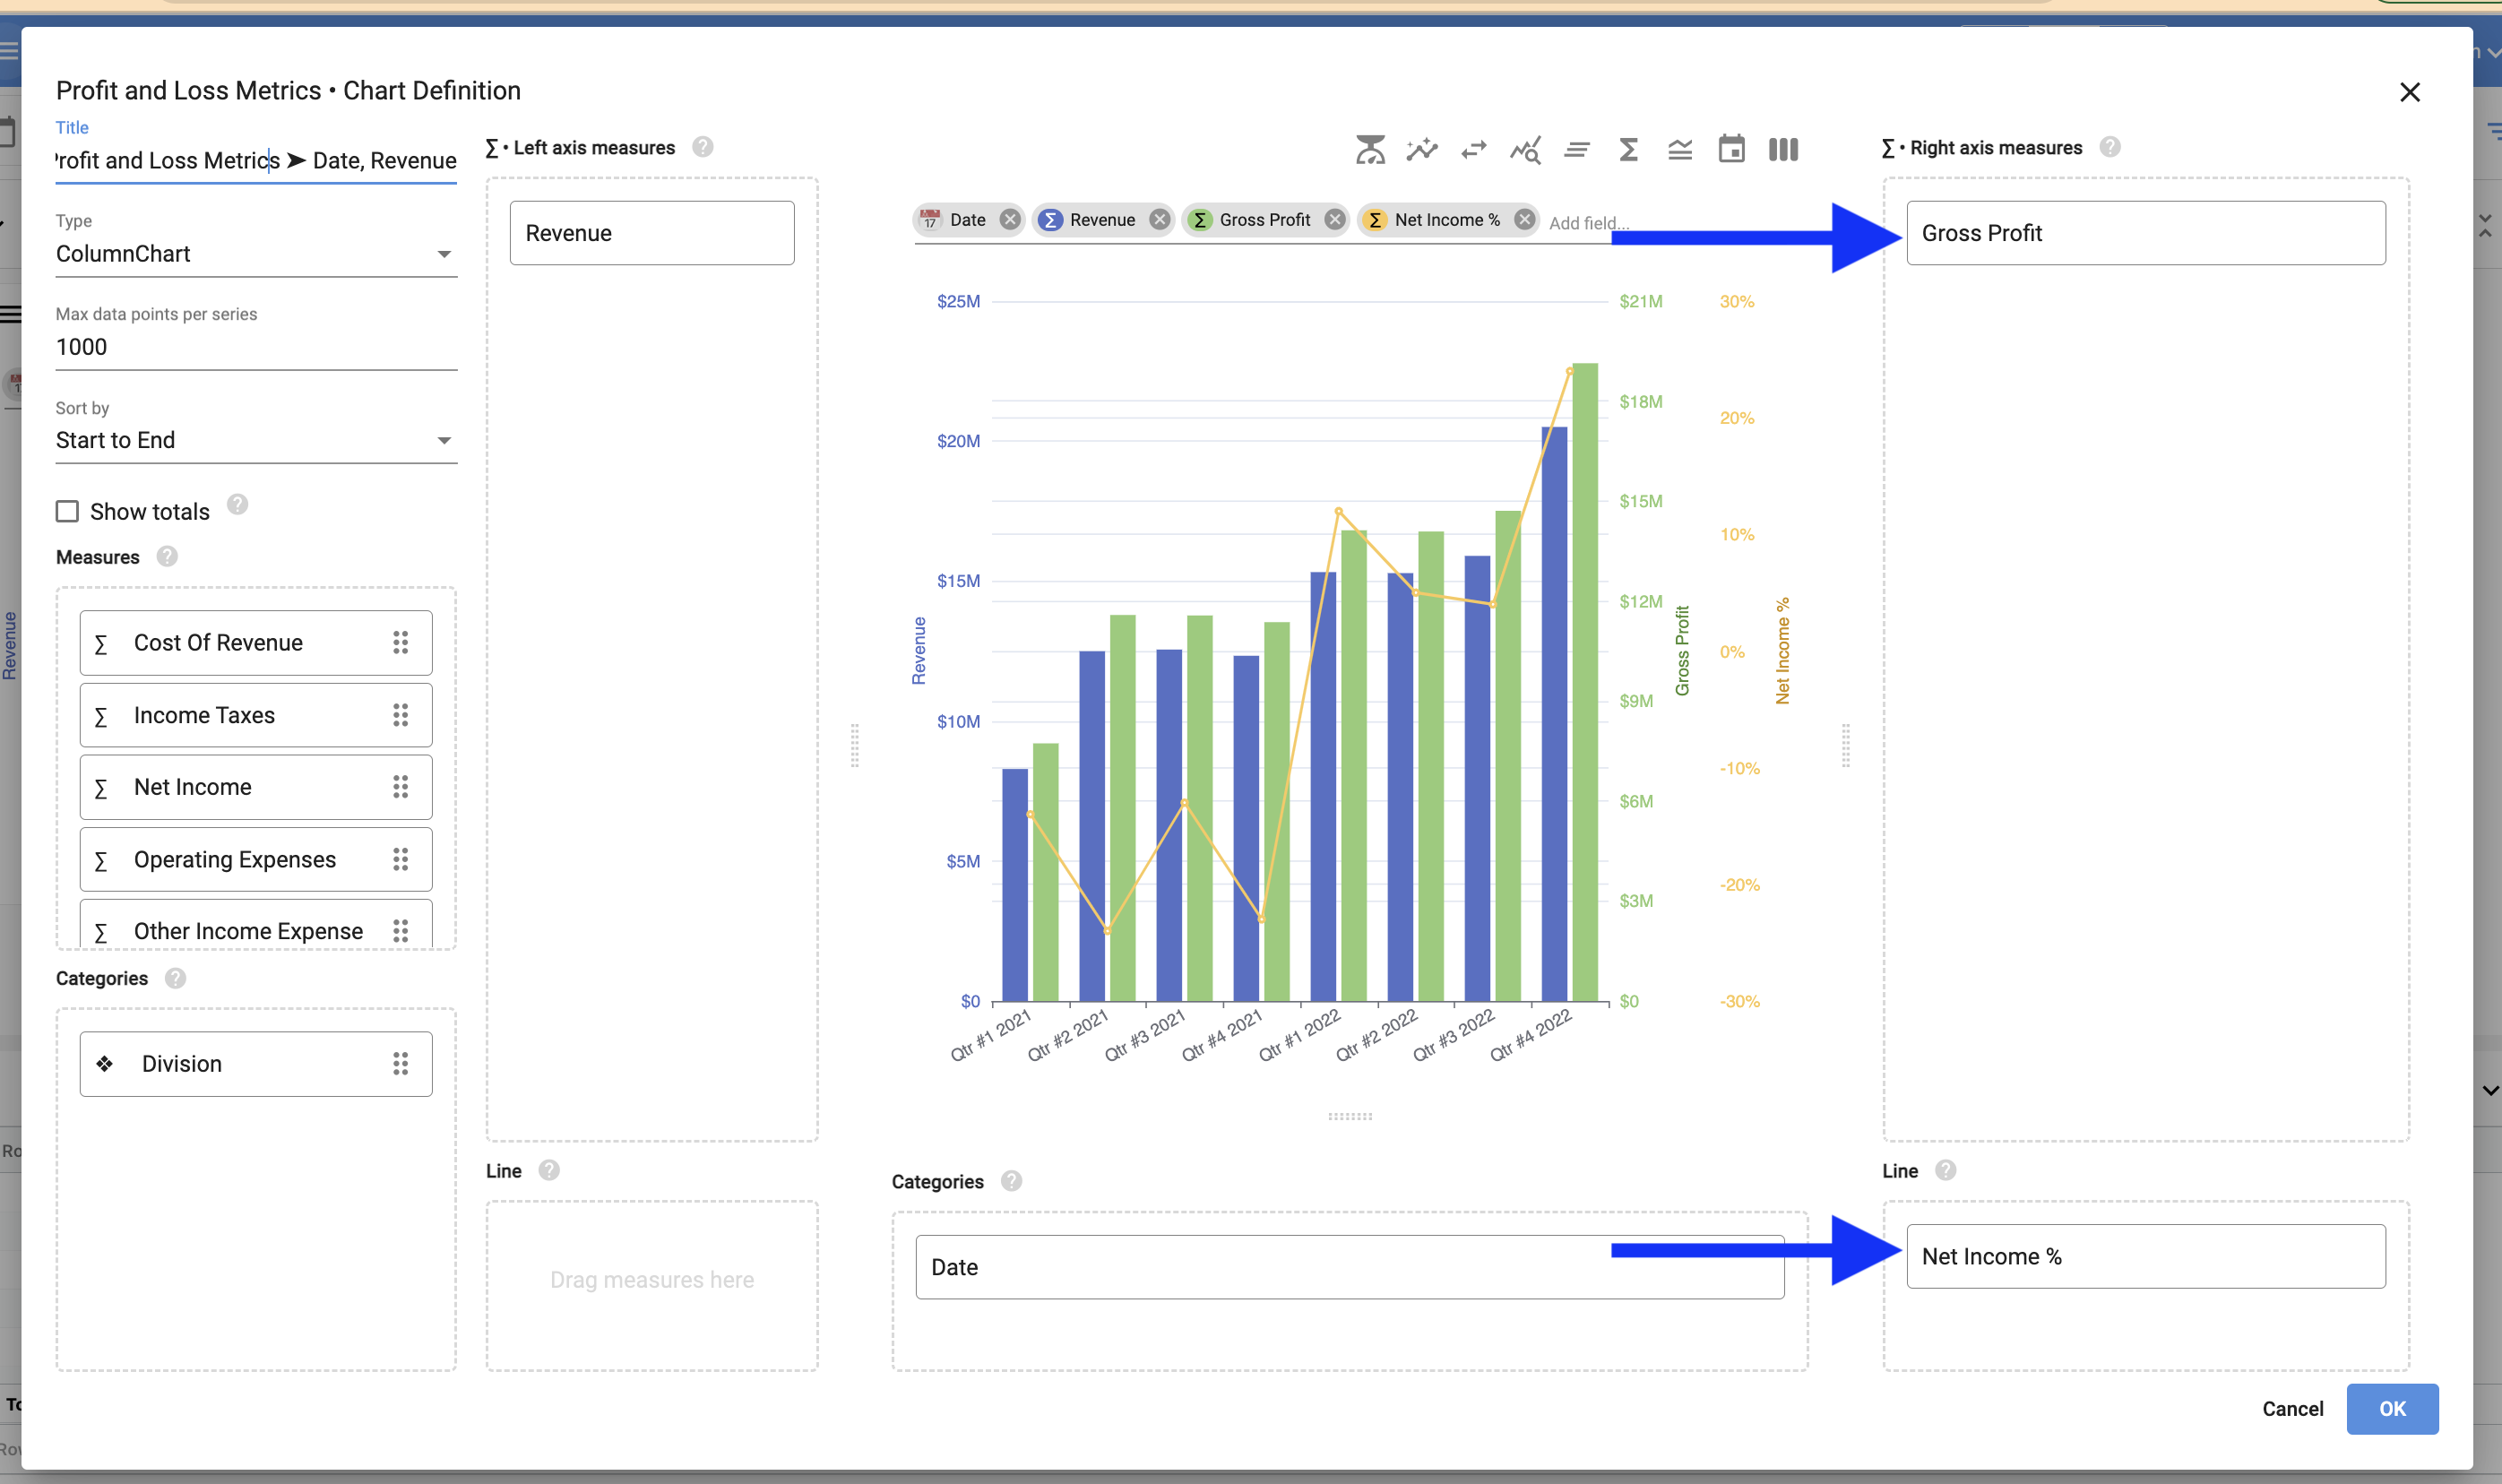 Profit and Loss Metrics • Chart Definition
Title
Profit and Loss Metrics ➤ Date, Revenue
Type
ColumnChart
Max data points per series
1000
Sort by
Start to End
Show totals
Measures
Σ Cost Of Revenue
Σ Income Taxes
Σ Net Income
Σ Operating Expenses
Σ Other Income Expense
Categories
Division
Σ • Left axis measures
Revenue
Line
Drag measures here
17 Date Σ Revenue Σ Gross Profit Σ Net Income % Add field...
$25M
$20M
$15M
$10M
$5M
$0
Revenue
$21M
$18M
$15M
$12M
$9M
$6M
$3M
$0
Gross Profit
30%
20%
10%
0%
-10%
-20%
-30%
Net Income %
Qtr #1 2021
Qtr #2 2021
Qtr #3 2021
Qtr #4 2021
Qtr #1 2022
Qtr #2 2022
Qtr #3 2022
Qtr #4 2022
Categories
Date
Σ • Right axis measures
Gross Profit
Line
Net Income %
Cancel
OK
Revenue